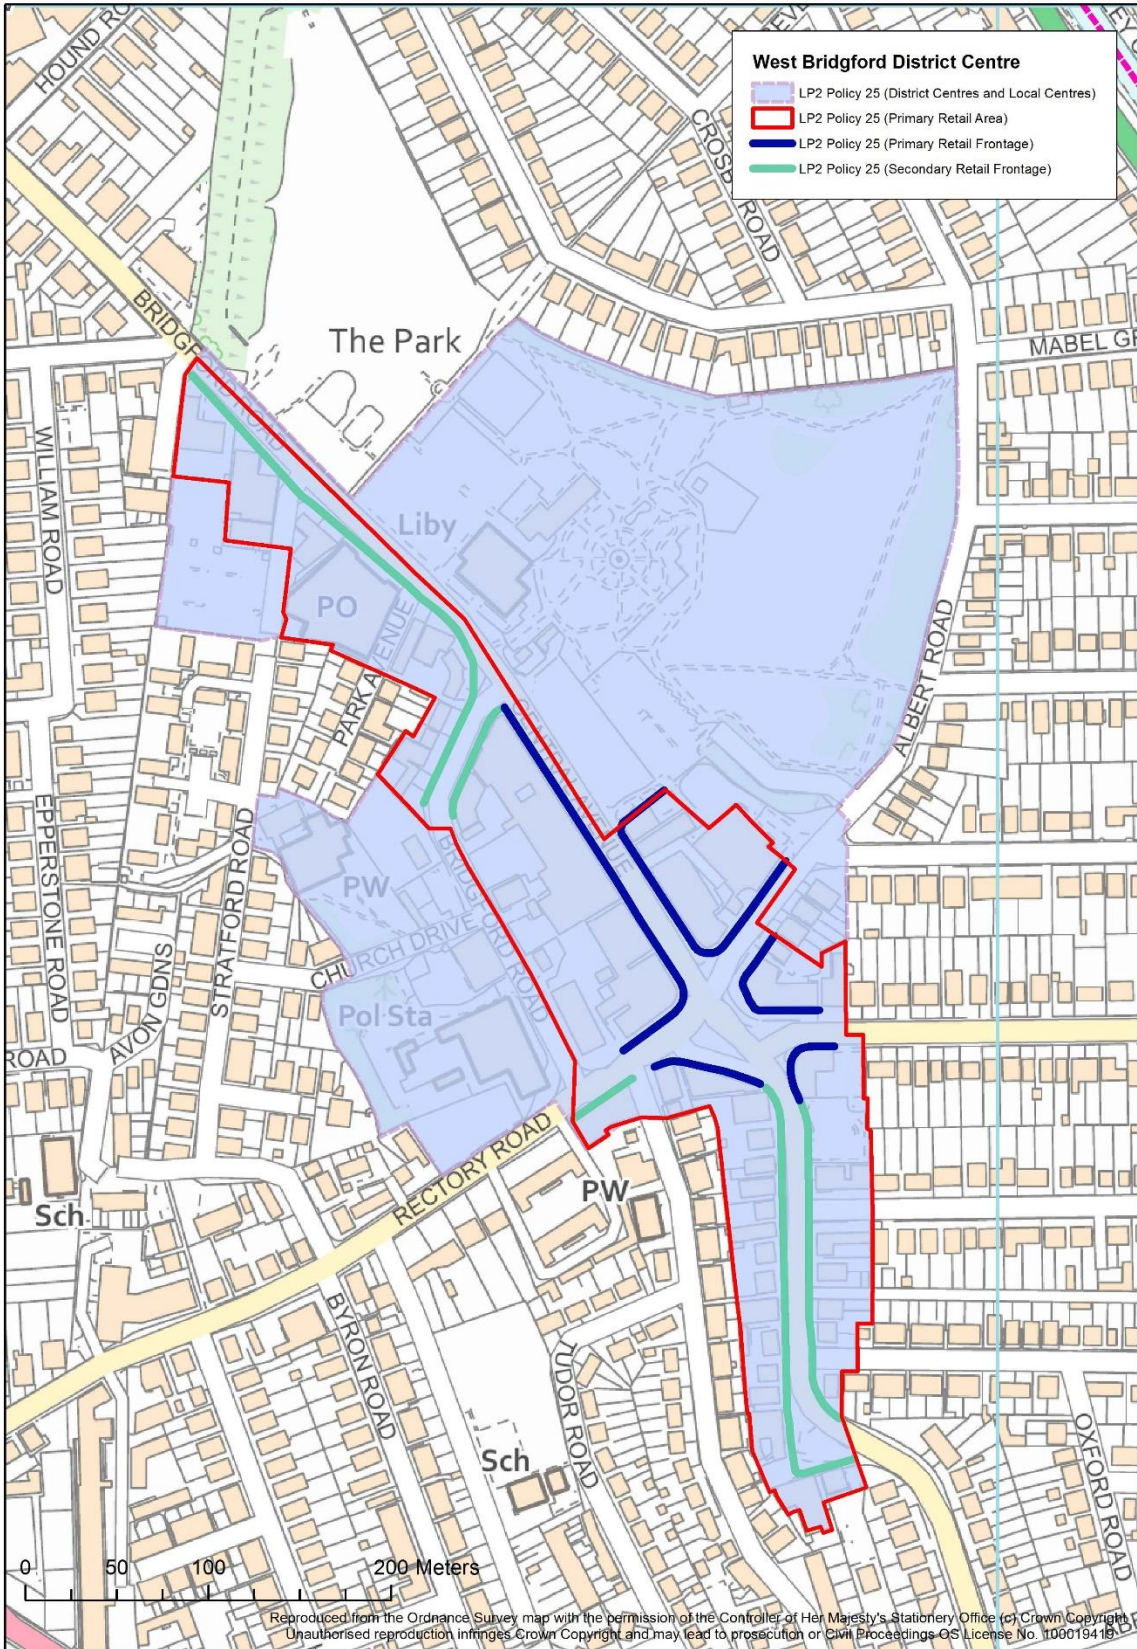 HOUND RO
West Bridgford District Centre
LP2 Policy 25 (District Centres and Local Centres)
LP2 Policy 25 (Primary Retail Area)
LP2 Policy 25 (Primary Retail Frontage)
LP2 Policy 25 (Secondary Retail Frontage)
CROSB
ROAD
The Park
BRIDGFORD ROAD
MABEL GR
WILLIAM ROAD
Liby
PO
PARK AVENUE
ALBERT ROAD
EPPERSTONE ROAD
STRATFORD ROAD
PW
CHURCH DRIVE
BRIDGFORD ROAD
AVON GDNS
Pol Sta
ROAD
RECTORY ROAD
PW
Sch
BYRON ROAD
TUDOR ROAD
Sch
OXFORD ROAD
0 50 100 200 Meters
Reproduced from the Ordnance Survey map with the permission of the Controller of Her Majesty's Stationery Office (c) Crown Copyright.
Unauthorised reproduction infringes Crown Copyright and may lead to prosecution or Civil Proceedings OS License No. 100019419